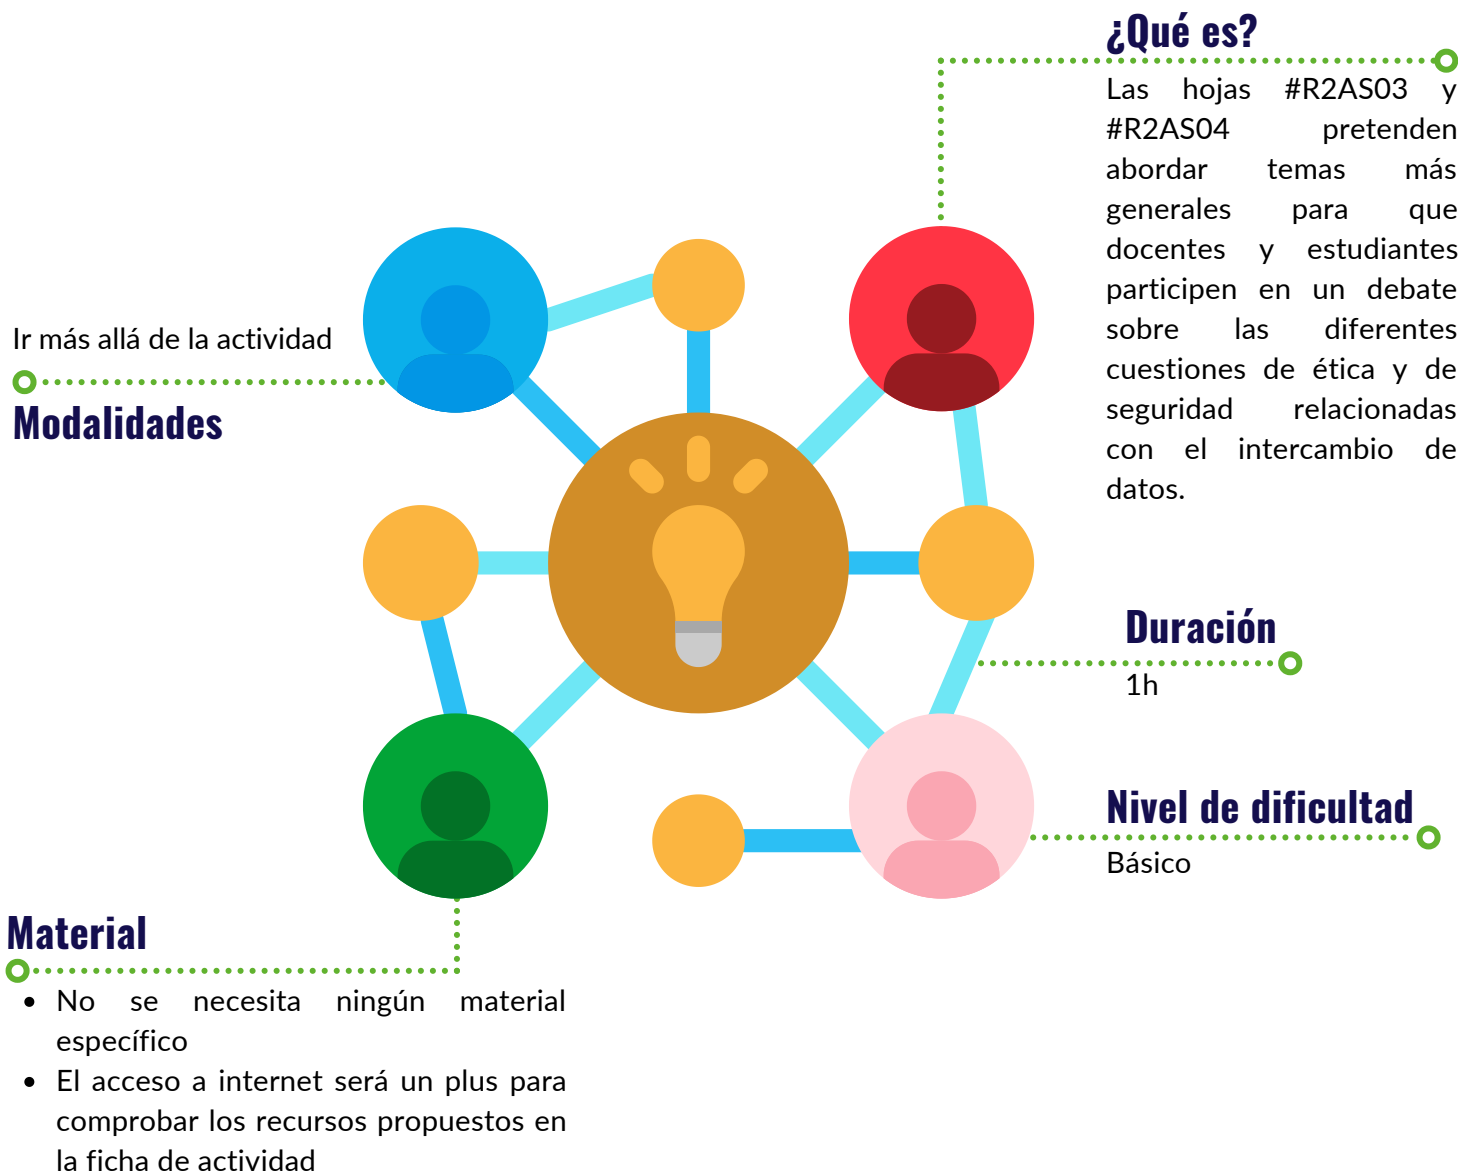 ¿Qué es?
Las hojas #R2AS03 y
#R2AS04 pretenden
abordar temas más
generales para que
docentes y estudiantes
participen en un debate
sobre las diferentes
cuestiones de ética y de
seguridad relacionadas
con el intercambio de
datos.
Ir más allá de la actividad
Modalidades
Duración
1h
Nivel de dificultad
Básico
Material
• No se necesita ningún material
específico
• El acceso a internet será un plus para
comprobar los recursos propuestos en
la ficha de actividad